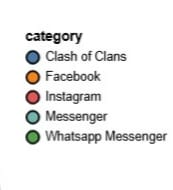 category
Clash of Clans
Facebook
Instagram
Messenger
Whatsapp Messenger